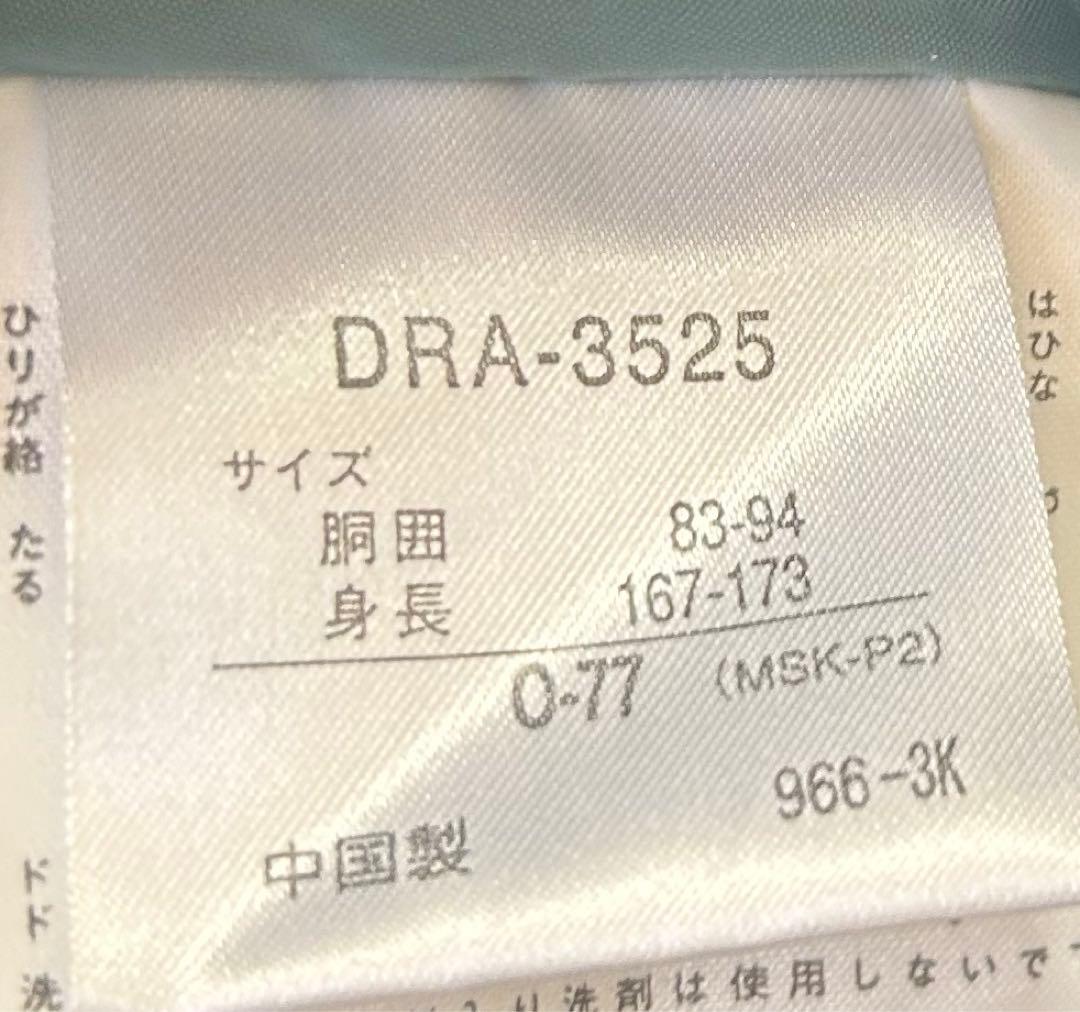 DRA-3525
サイズ
胴囲 83-94
身長 167-173
O-77 (MSK-P2)
966-3K
中国製
ひりが絡 たる
はひな
ドド 洗
り洗剤は使用しないで